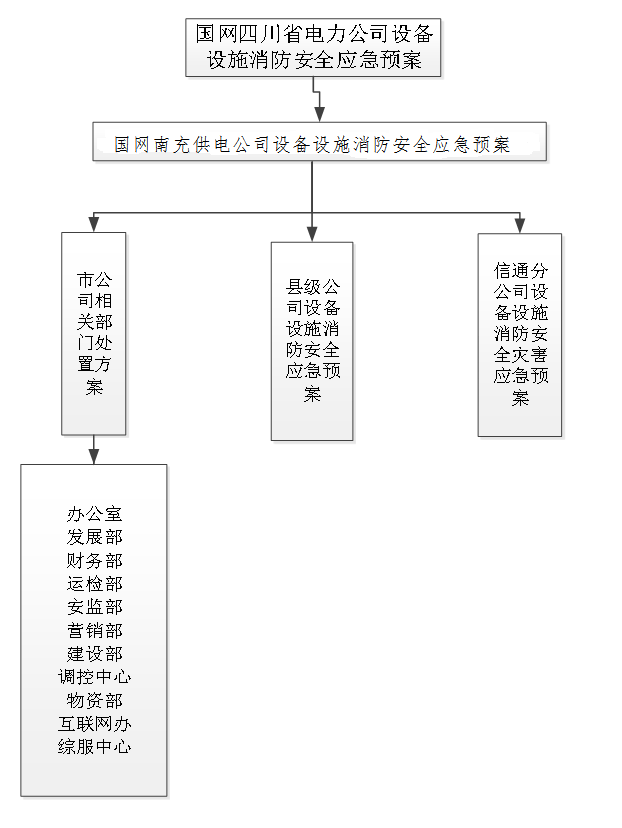 国网四川省电力公司设备
设施消防安全应急预案
国网南充供电公司设备设施消防安全应急预案
市公
司相
关部
门处
置方
案
县级公
司设备
设施消
防安全
应急预
案
信通分
公司设
备设施
消防安
全灾害
应急预
案
办公室
发展部
财务部
运检部
安监部
营销部
建设部
调控中心
物资部
互联网办
综服中心